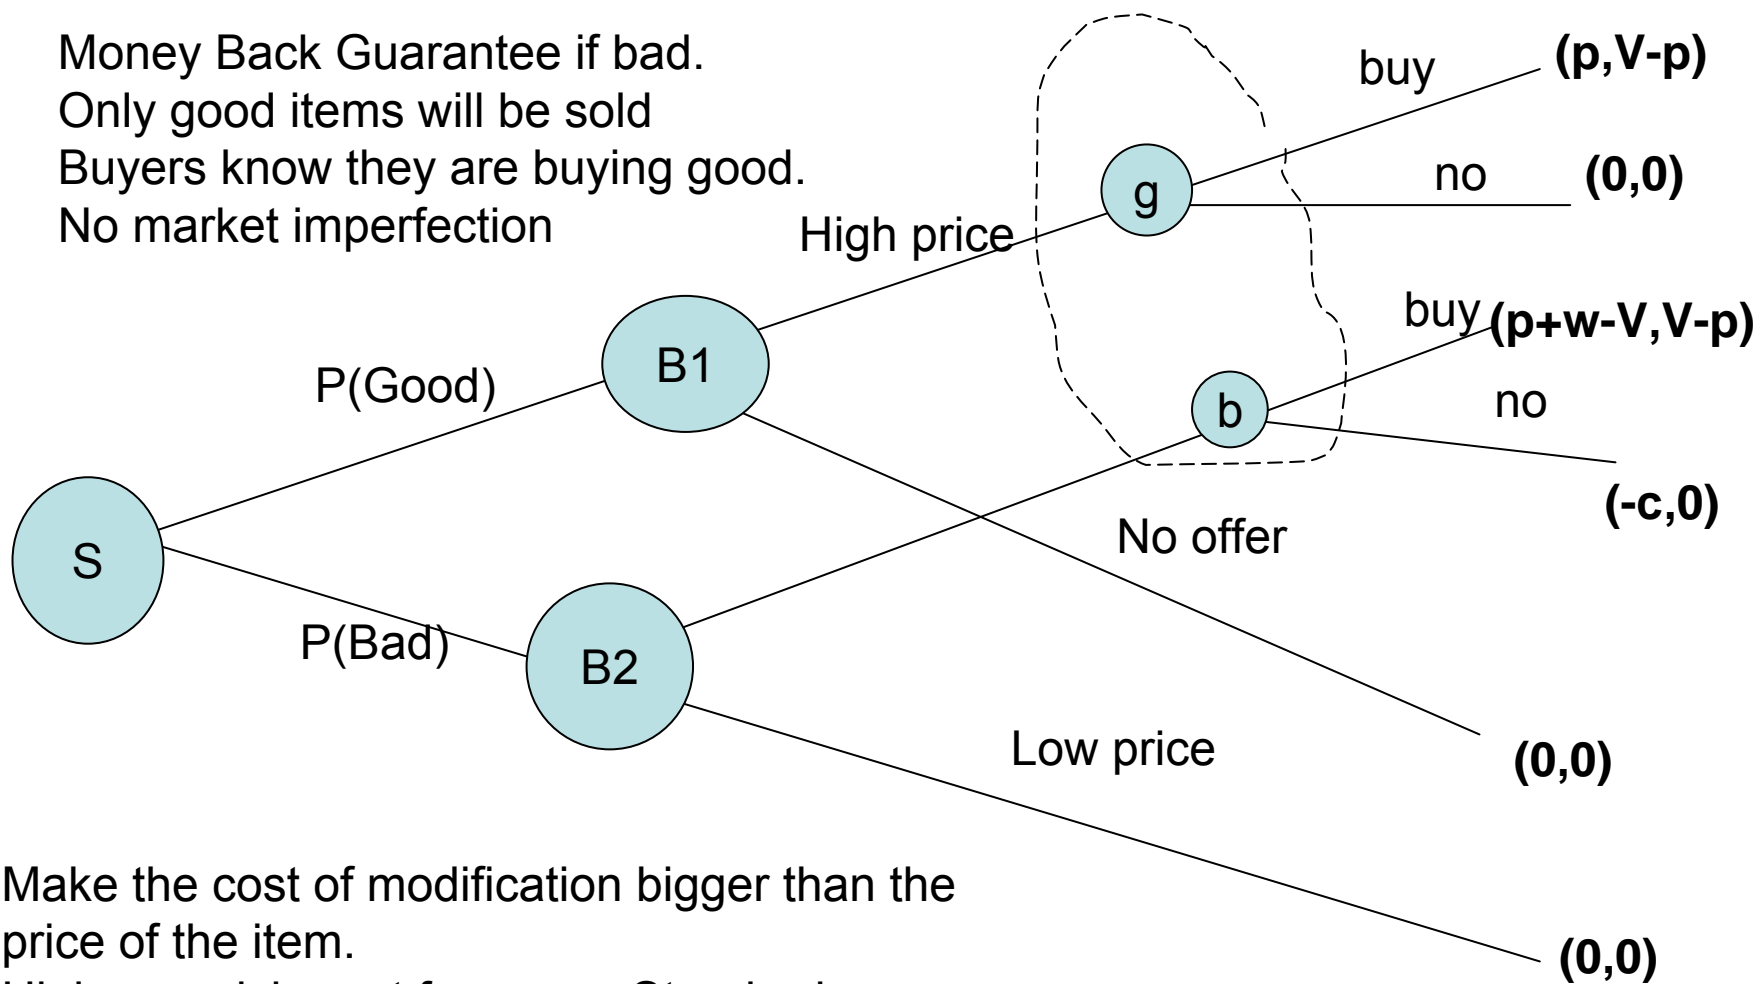 Money Back Guarantee if bad.
Only good items will be sold
Buyers know they are buying good.
No market imperfection
buy
(p,V-p)
g
no
(0,0)
High price
buy
(p+w-V,V-p)
B1
P(Good)
b
no
(-c,0)
No offer
S
P(Bad)
B2
Low price
(0,0)
Make the cost of modification bigger than the
price of the item.
(0,0)